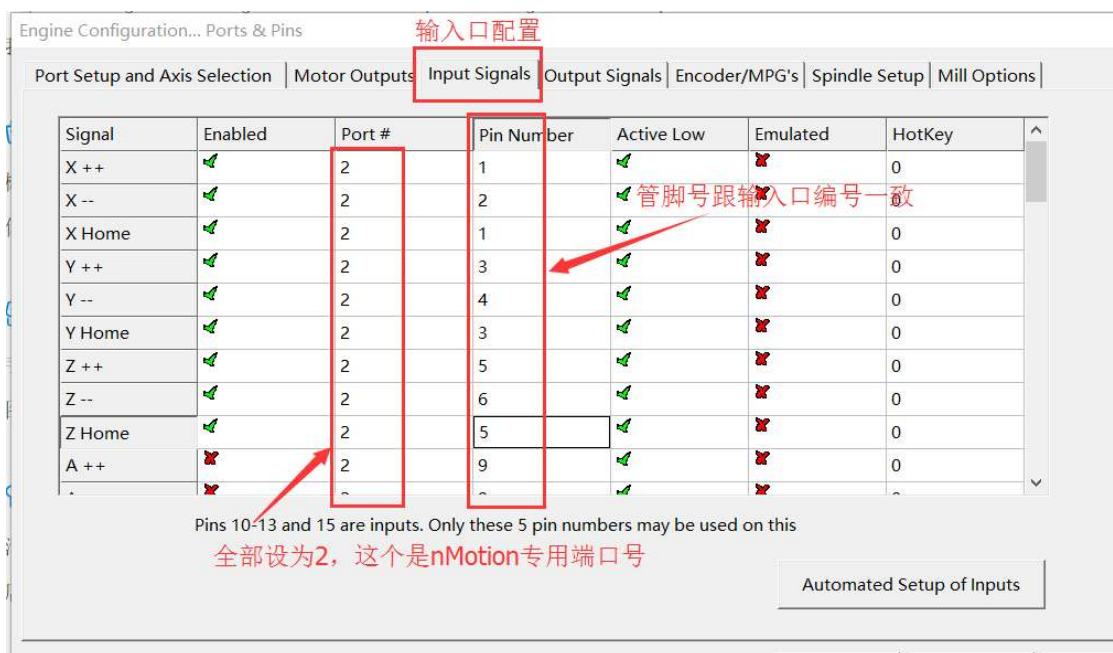 Engine Configuration... Ports & Pins
输入口配置
Port Setup and Axis Selection Motor Outputs Input Signals Output Signals Encoder/MPG's Spindle Setup Mill Options
Signal Enabled Port # Pin Number Active Low Emulated HotKey
X ++ 2 1 0
X -- 2 2 0
管脚号跟输入口编号一致
X Home 2 1 0
Y ++ 2 3 0
Y -- 2 4 0
Y Home 2 3 0
Z ++ 2 5 0
Z -- 2 6 0
Z Home 2 5 0
A ++ 2 9 0
Pins 10-13 and 15 are inputs. Only these 5 pin numbers may be used on this
全部设为2，这个是nMotion专用端口号
Automated Setup of Inputs